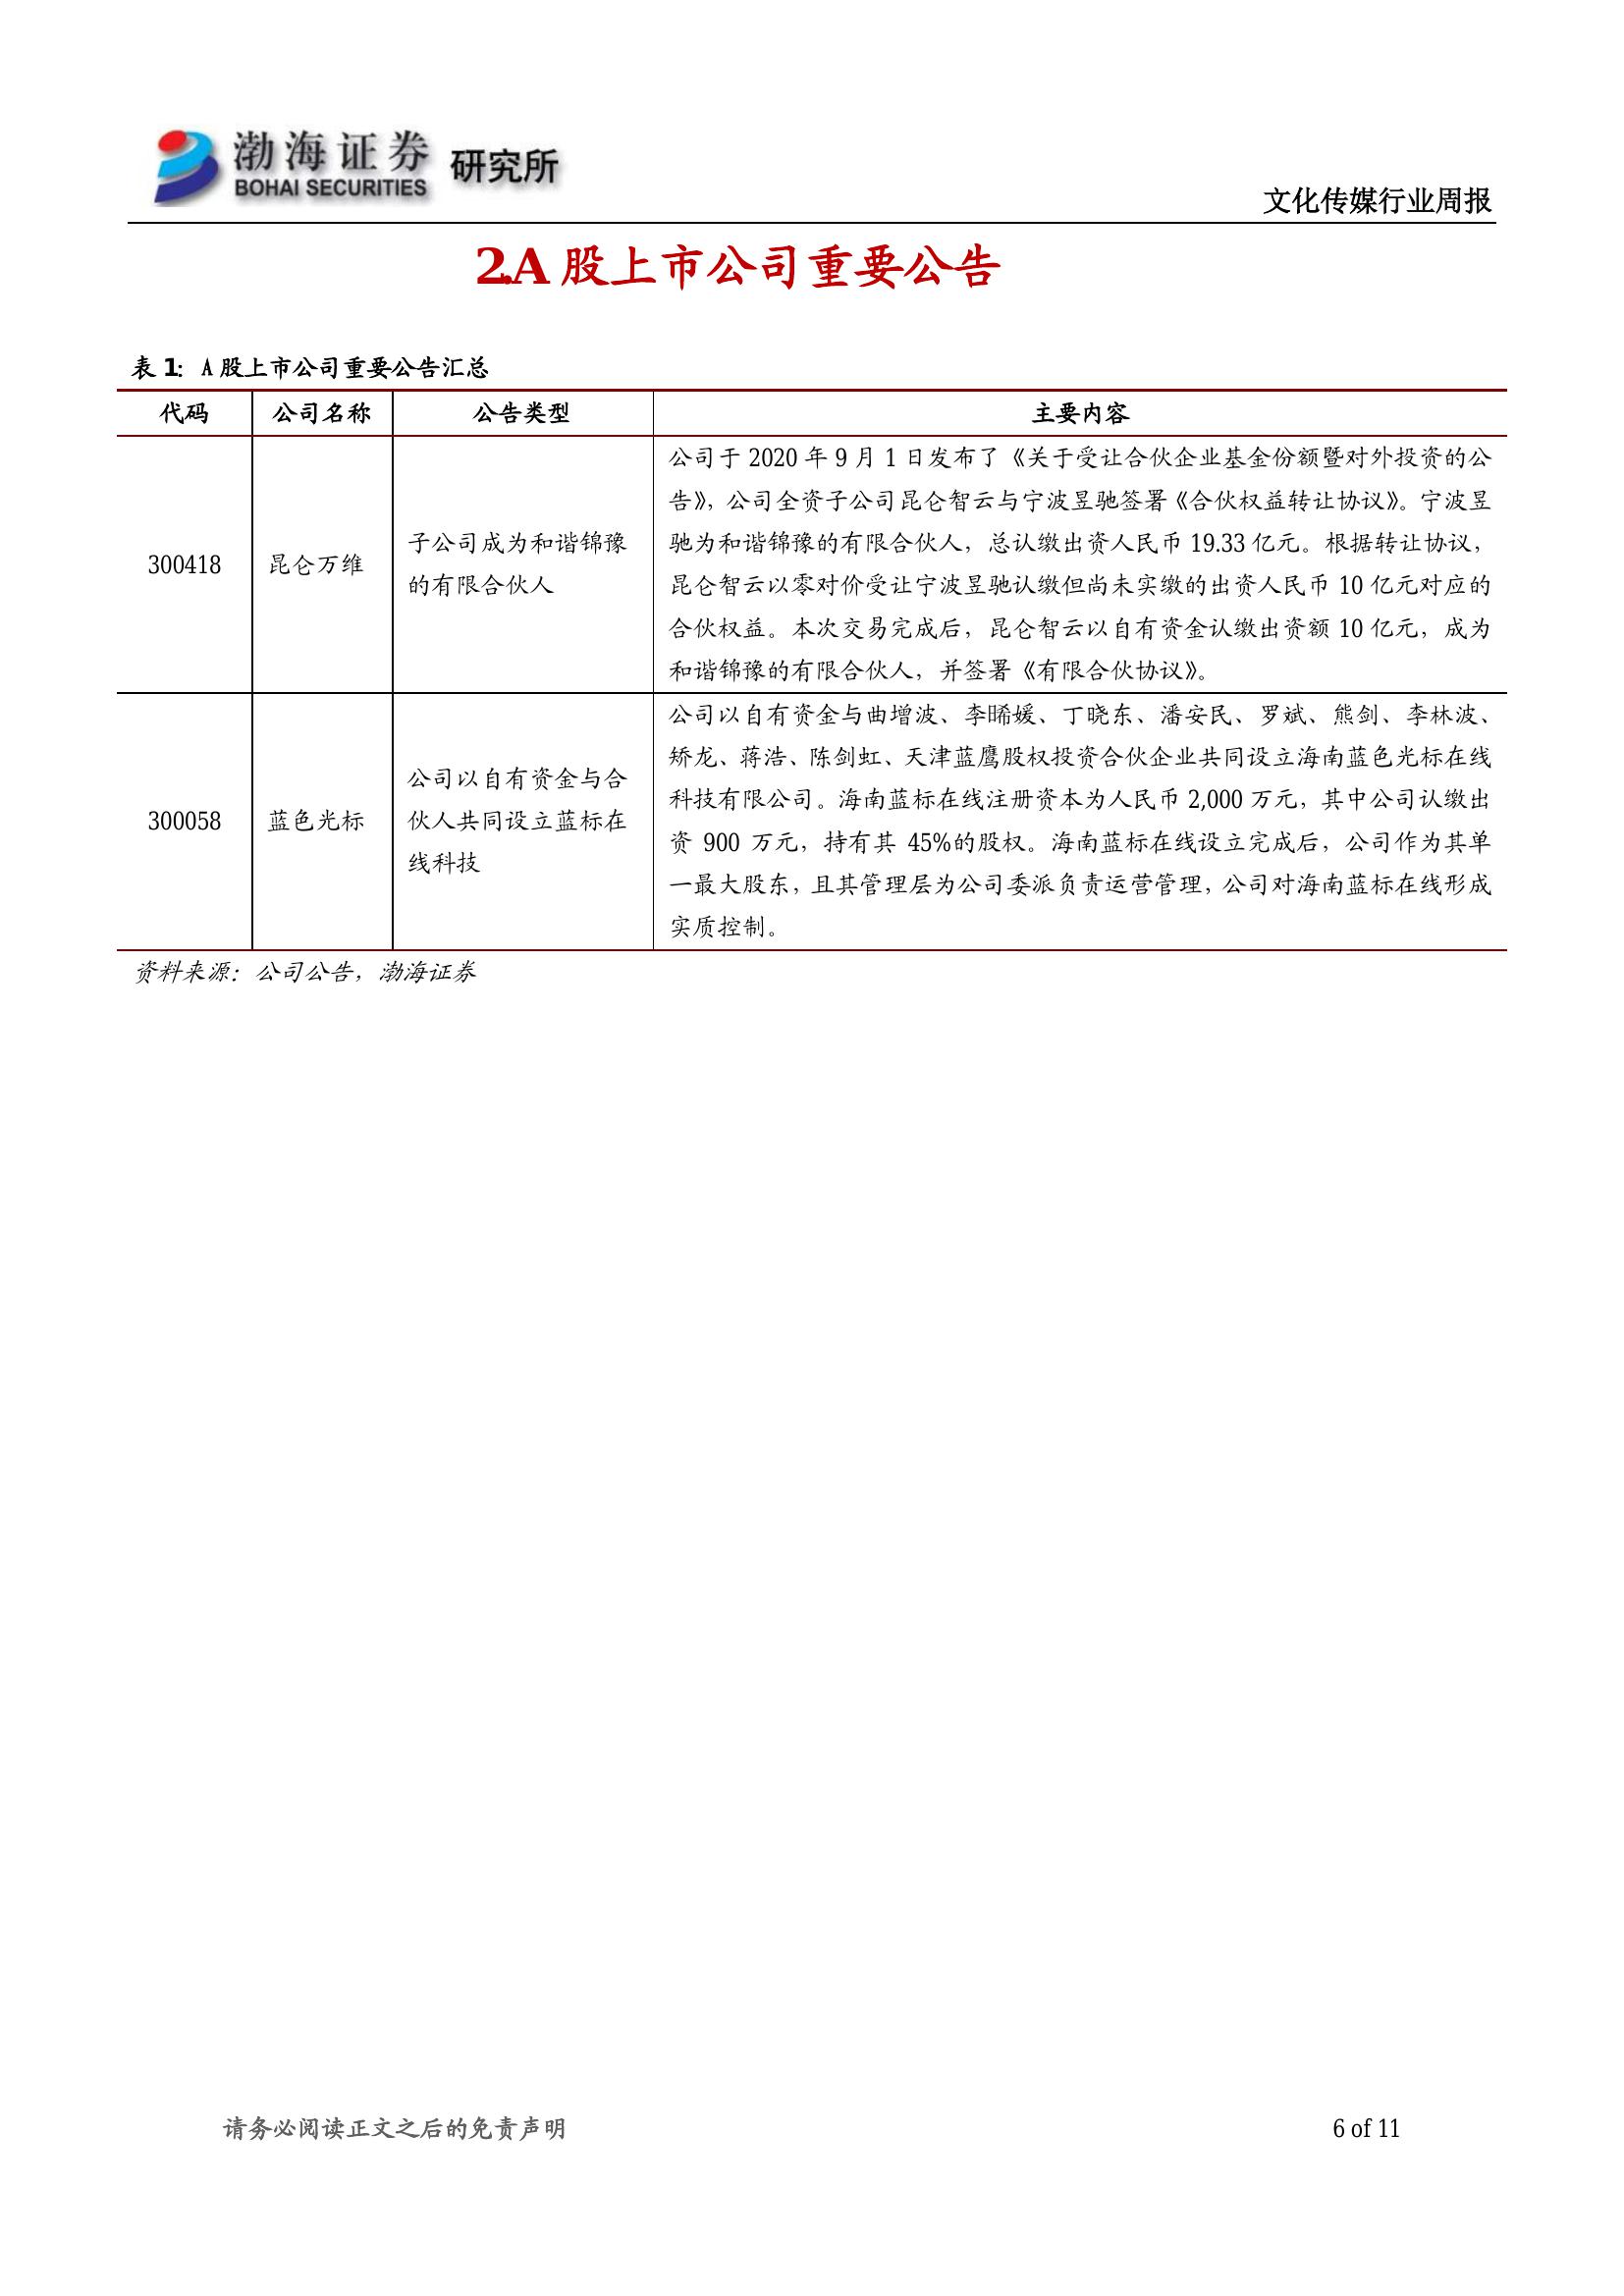 渤海证券 研究所
BOHAI SECURITIES
文化传媒行业周报
2.A 股上市公司重要公告
表 1: A 股上市公司重要公告汇总
代码 公司名称 公告类型 主要内容
300418 昆仑万维
子公司成为和谐锦豫
的有限合伙人
公司于 2020 年 9 月 1 日发布了《关于受让合伙企业基金份额暨对外投资的公
告》，公司全资子公司昆仑智云与宁波昱驰签署《合伙权益转让协议》。宁波昱
驰为和谐锦豫的有限合伙人，总认缴出资人民币 19.33 亿元。根据转让协议，
昆仑智云以零对价受让宁波昱驰认缴但尚未实缴的出资人民币 10 亿元对应的
合伙权益。本次交易完成后，昆仑智云以自有资金认缴出资额 10 亿元，成为
和谐锦豫的有限合伙人，并签署《有限合伙协议》。
300058 蓝色光标
公司以自有资金与合
伙人共同设立蓝标在
线科技
公司以自有资金与曲增波、李晞媛、丁晓东、潘安民、罗斌、熊剑、李林波、
矫龙、蒋浩、陈剑虹、天津蓝鹰股权投资合伙企业共同设立海南蓝色光标在线
科技有限公司。海南蓝标在线注册资本为人民币 2,000 万元，其中公司认缴出
资 900 万元，持有其 45%的股权。海南蓝标在线设立完成后，公司作为其单
一最大股东，且其管理层为公司委派负责运营管理，公司对海南蓝标在线形成
实质控制。
资料来源：公司公告，渤海证券
请务必阅读正文之后的免责声明
6 of 11